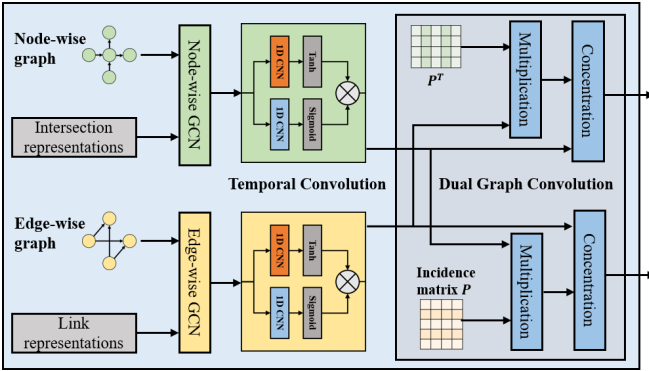 Node-wise
graph
Intersection
representations
Node-wise GCN
1D CNN
Tanh
1D CNN
Sigmoid
P^T
Multiplication
Concentration
Temporal Convolution
Dual Graph Convolution
Edge-wise
graph
Link
representations
Edge-wise GCN
1D CNN
Tanh
1D CNN
Sigmoid
Incidence
matrix P
Multiplication
Concentration